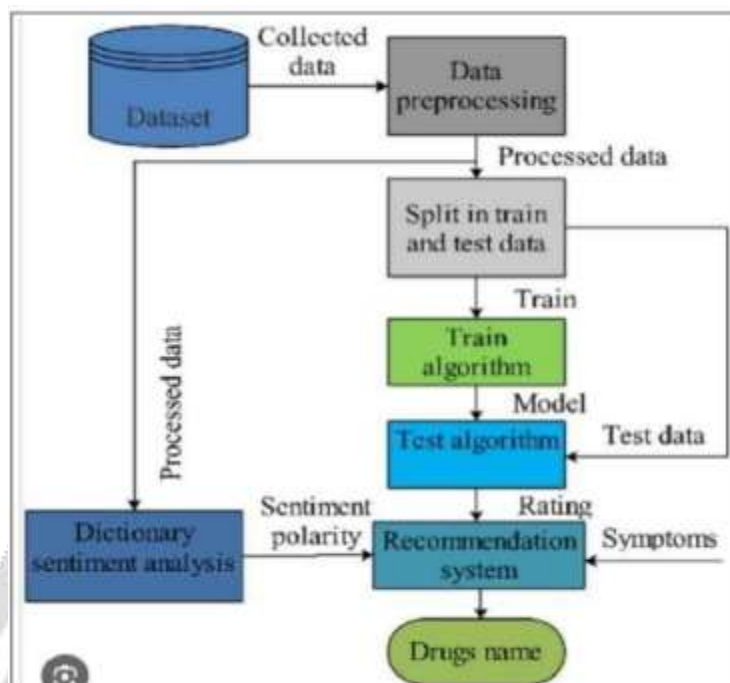 Collected
data
Dataset
Data
preprocessing
Processed data
Split in train
and test data
Train
Train
algorithm
Model
Test algorithm
Test data
Processed data
Rating
Dictionary
sentiment analysis
Sentiment
polarity
Recommendation
system
Symptoms
Drugs name